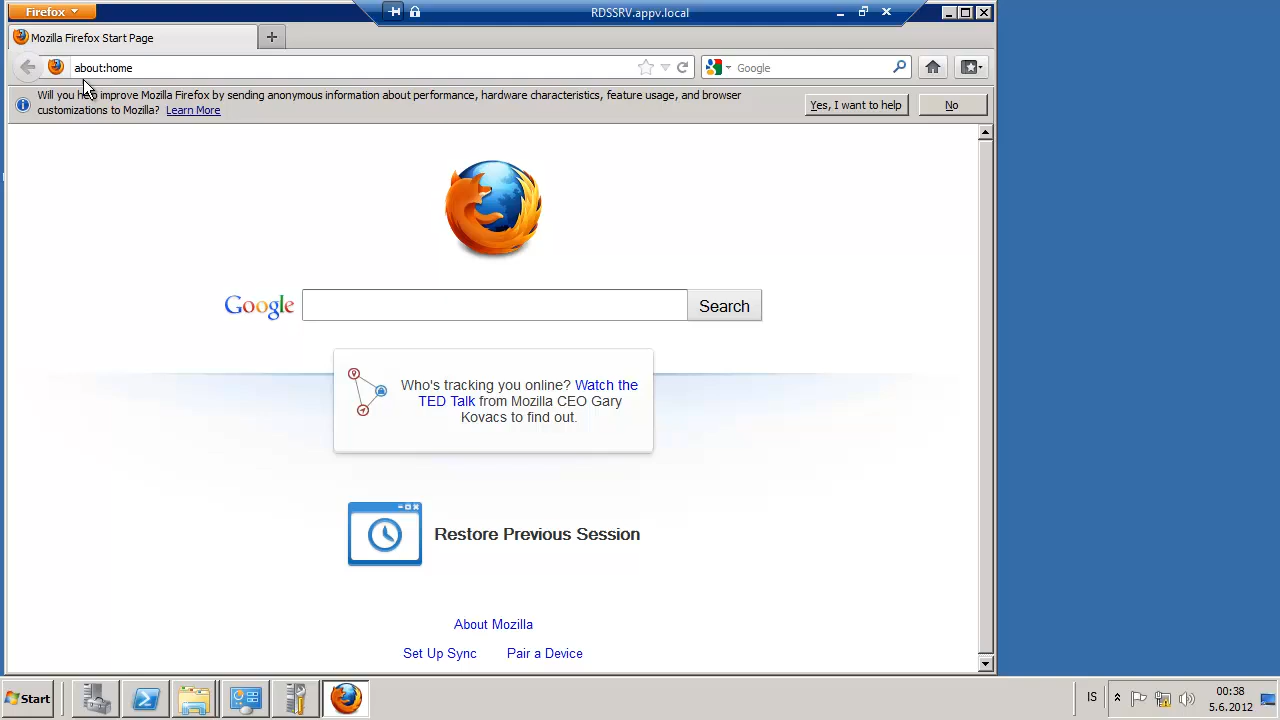 Firefox
RDSSRV.appv.local
Mozilla Firefox Start Page
about:home
Google
Will you help improve Mozilla Firefox by sending anonymous information about performance, hardware characteristics, feature usage, and browser
customizations to Mozilla? Learn More
Yes, I want to help
No
Google
Search
Who's tracking you online? Watch the
TED Talk from Mozilla CEO Gary
Kovacs to find out.
Restore Previous Session
About Mozilla
Set Up Sync
Pair a Device
Start
IS
00:38
5.6.2012